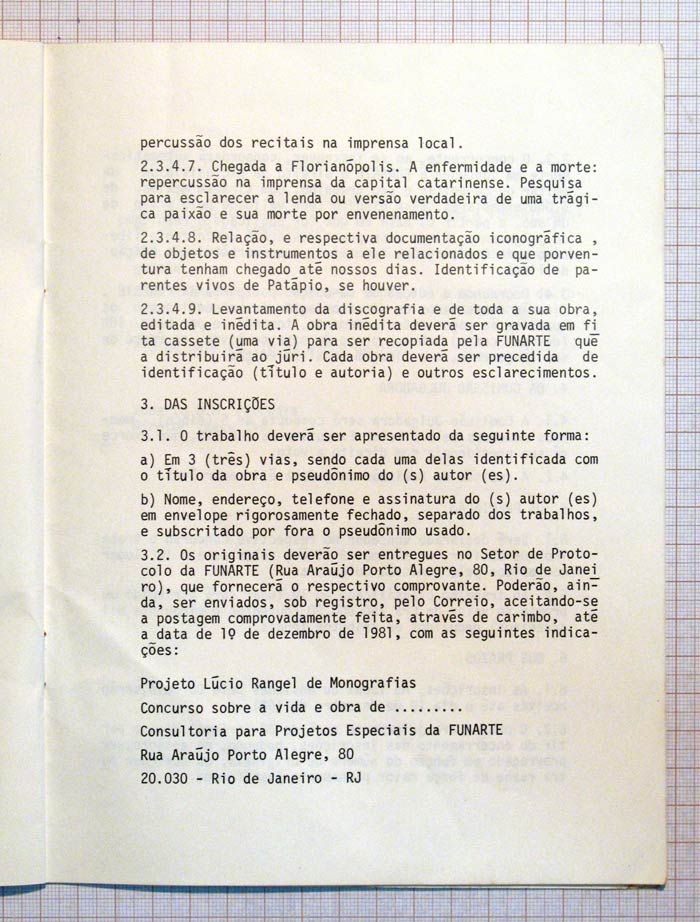 percussão dos recitais na imprensa local.
2.3.4.7. Chegada a Florianópolis. A enfermidade e a morte:
repercussão na imprensa da capital catarinense. Pesquisa
para esclarecer a lenda ou versão verdadeira de uma trági-
ca paixão e sua morte por envenenamento.
2.3.4.8. Relação, e respectiva documentação iconográfica ,
de objetos e instrumentos a ele relacionados e que porven-
tura tenham chegado até nossos dias. Identificação de pa-
rentes vivos de Patápio, se houver.
2.3.4.9. Levantamento da discografia e de toda a sua obra,
editada e inédita. A obra inédita deverá ser gravada em fi
ta cassete (uma via) para ser recopiada pela FUNARTE que
a distribuirá ao júri. Cada obra deverá ser precedida de
identificação (título e autoria) e outros esclarecimentos.
3. DAS INSCRIÇÕES
3.1. O trabalho deverá ser apresentado da seguinte forma:
a) Em 3 (três) vias, sendo cada uma delas identificada com
o título da obra e pseudônimo do (s) autor (es).
b) Nome, endereço, telefone e assinatura do (s) autor (es)
em envelope rigorosamente fechado, separado dos trabalhos,
e subscritado por fora o pseudônimo usado.
3.2. Os originais deverão ser entregues no Setor de Proto-
colo da FUNARTE (Rua Araújo Porto Alegre, 80, Rio de Janei
ro), que fornecerá o respectivo comprovante. Poderão, ain-
da, ser enviados, sob registro, pelo Correio, aceitando-se
a postagem comprovadamente feita, através de carimbo, até
a data de 1º de dezembro de 1981, com as seguintes indica-
ções:
Projeto Lúcio Rangel de Monografias
Concurso sobre a vida e obra de .........
Consultoria para Projetos Especiais da FUNARTE
Rua Araújo Porto Alegre, 80
20.030 - Rio de Janeiro - RJ